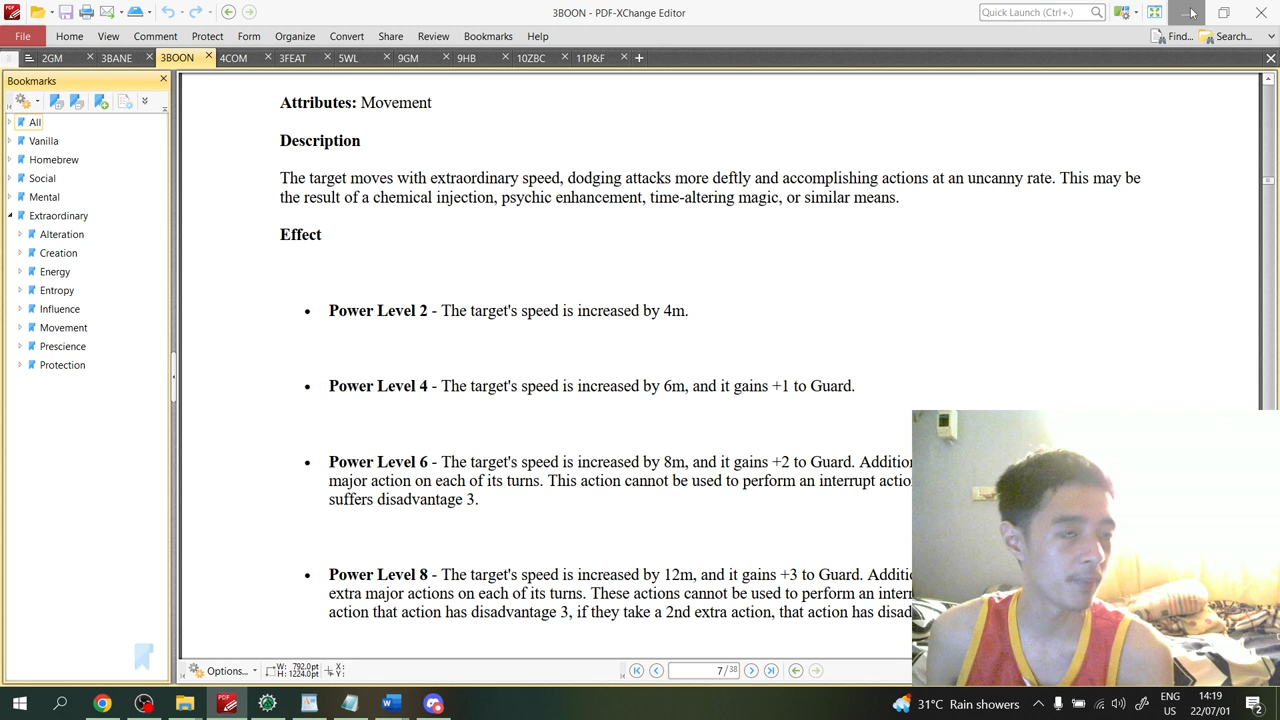 3BOON - PDF-XChange Editor
Quick Launch (Ctrl+.)
File Home View Comment Protect Form Organize Convert Share Review Bookmarks Help
Find... Search...
2GM 3BANE 3BOON 4COM 3FEAT 5WL 9GM 9HB 10ZBC 11P&F
Bookmarks
All
Vanilla
Homebrew
Social
Mental
Extraordinary
Alteration
Creation
Energy
Entropy
Influence
Movement
Prescience
Protection
Attributes: Movement
Description
The target moves with extraordinary speed, dodging attacks more deftly and accomplishing actions at an uncanny rate. This may be
the result of a chemical injection, psychic enhancement, time-altering magic, or similar means.
Effect
• Power Level 2 - The target's speed is increased by 4m.
• Power Level 4 - The target's speed is increased by 6m, and it gains +1 to Guard.
• Power Level 6 - The target's speed is increased by 8m, and it gains +2 to Guard.
major action on each of its turns. This action cannot be used to perform an interrupt
suffers disadvantage 3.
• Power Level 8 - The target's speed is increased by 12m, and it gains +3 to Guard.
extra major actions on each of its turns. These actions cannot be used to perform an
action that action has disadvantage 3, if they take a 2nd extra action, that action has
Options...
W: 792.0pt
H: 1224.0pt
X:
Y:
7 / 38
31°C Rain showers
ENG
US
14:19
22/07/01
2